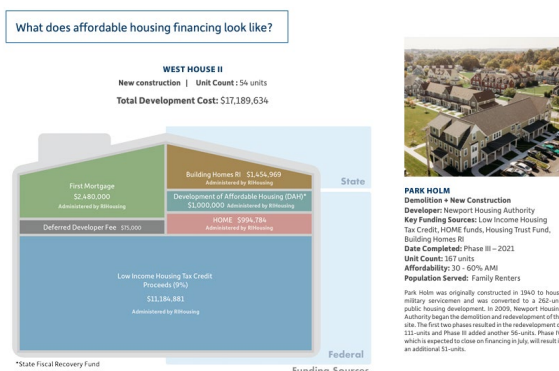 What does affordable housing financing look like?
WEST HOUSE II
New construction | Unit Count : 54 units
Total Development Cost: $17,189,634
First Mortgage
$2,480,000
Administered by RIHousing
Deferred Developer Fee $75,000
Building Homes RI $1,454,969
Administered by RIHousing
Development of Affordable Housing (DAH)*
$1,000,000 Administered by RIHousing
HOME $994,784
Administered by RIHousing
Low Income Housing Tax Credit
Proceeds (9%)
$11,184,881
Administered by RIHousing
State
Federal
Funding Sources
*State Fiscal Recovery Fund
PARK HOLM
Demolition + New Construction
Developer: Newport Housing Authority
Key Funding Sources: Low Income Housing
Tax Credit, HOME funds, Housing Trust Fund,
Building Homes RI
Date Completed: Phase III – 2021
Unit Count: 167 units
Affordability: 30 - 60% AMI
Population Served: Family Renters
Park Holm was originally constructed in 1940 to hous
military servicemen and was converted to a 262-un
public housing development. In 2009, Newport Housin
Authority began the demolition and redevelopment of th
site. The first two phases resulted in the redevelopment o
111-units and Phase III added another 56-units. Phase
which is expected to close on financing in July, will result i
an additional 51-units.